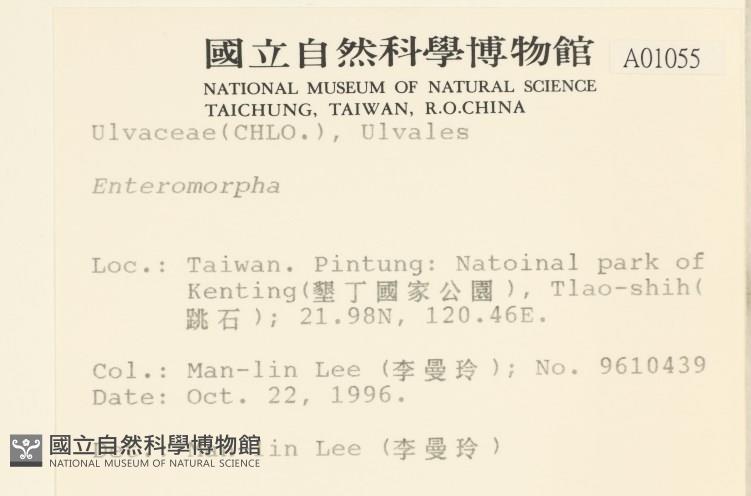 國立自然科學博物館 A01055
NATIONAL MUSEUM OF NATURAL SCIENCE
TAICHUNG, TAIWAN, R.O.CHINA
Ulvaceae(CHLO.), Ulvales
Enteromorpha
Loc.: Taiwan. Pintung: Natoinal park of
Kenting(墾丁國家公園), Tlao-shih(
跳石); 21.98N, 120.46E.
Col.: Man-lin Lee (李曼玲); No. 9610439
Date: Oct. 22, 1996.
Man-lin Lee (李曼玲)
國立自然科學博物館
NATIONAL MUSEUM OF NATURAL SCIENCE